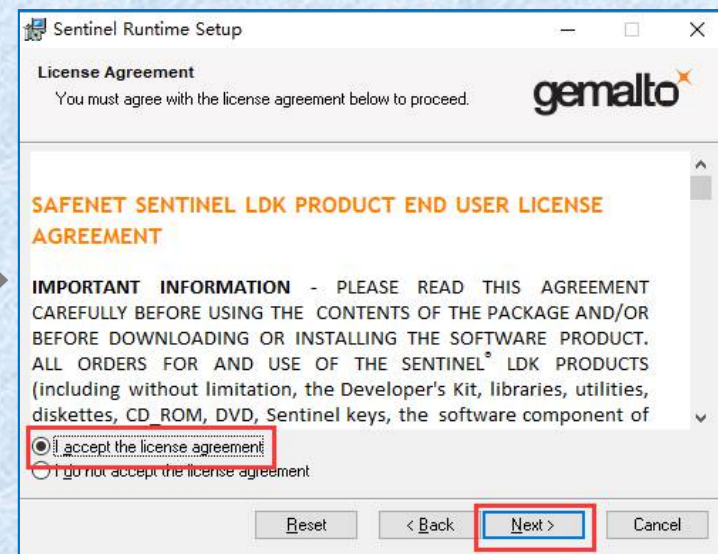 Sentinel Runtime Setup
License Agreement
You must agree with the license agreement below to proceed.
gemalto
SAFENET SENTINEL LDK PRODUCT END USER LICENSE
AGREEMENT
IMPORTANT INFORMATION - PLEASE READ THIS AGREEMENT
CAREFULLY BEFORE USING THE CONTENTS OF THE PACKAGE AND/OR
BEFORE DOWNLOADING OR INSTALLING THE SOFTWARE PRODUCT.
ALL ORDERS FOR AND USE OF THE SENTINEL® LDK PRODUCTS
(including without limitation, the Developer's Kit, libraries, utilities,
diskettes, CD_ROM, DVD, Sentinel keys, the software component of
I accept the license agreement
I do not accept the license agreement
Reset < Back Next > Cancel